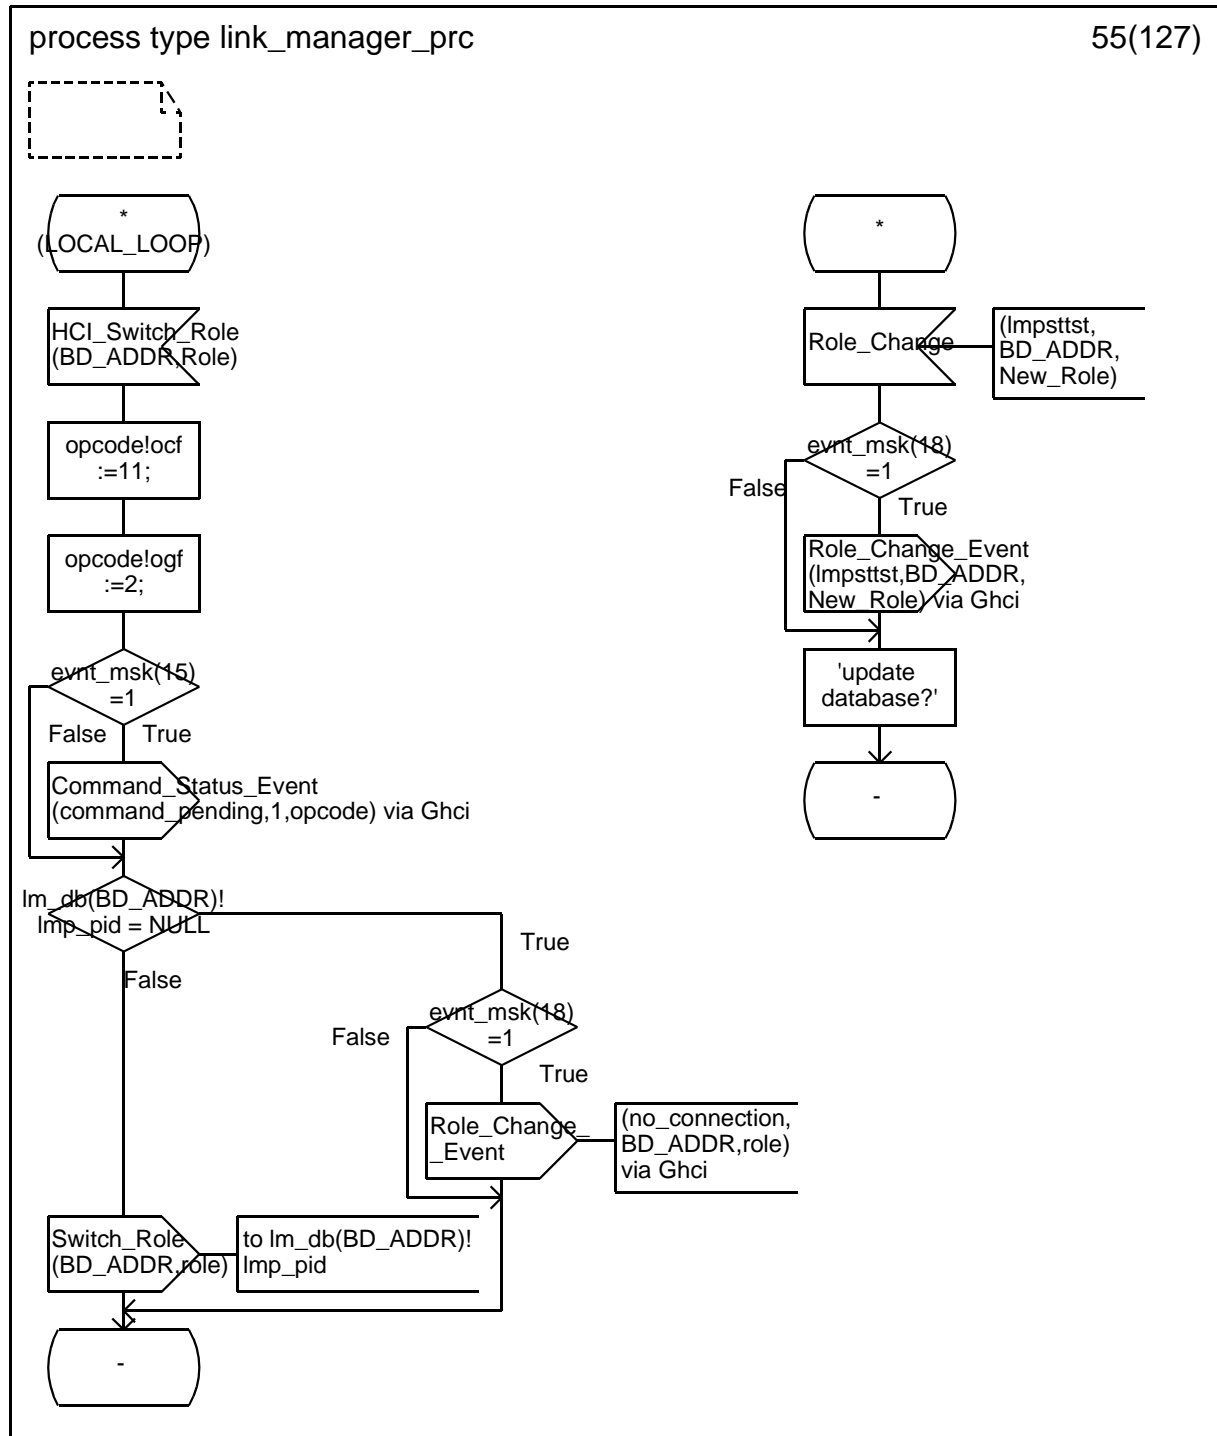 process type link_manager_prc
55(127)
*
(LOCAL_LOOP)
HCI_Switch_Role
(BD_ADDR,Role)
opcode!ocf
:=11;
opcode!ogf
:=2;
evnt_msk(15)
=1
False
True
Command_Status_Event
(command_pending,1,opcode) via Ghci
lm_db(BD_ADDR)!
lmp_pid = NULL
True
False
evnt_msk(18)
=1
False
True
Role_Change_
_Event
(no_connection,
BD_ADDR,role)
via Ghci
Switch_Role
(BD_ADDR,role)
to lm_db(BD_ADDR)!
lmp_pid
-
*
Role_Change
(lmpsttst,
BD_ADDR,
New_Role)
evnt_msk(18)
=1
False
True
Role_Change_Event
(lmpsttst,BD_ADDR,
New_Role) via Ghci
'update
database?'
-